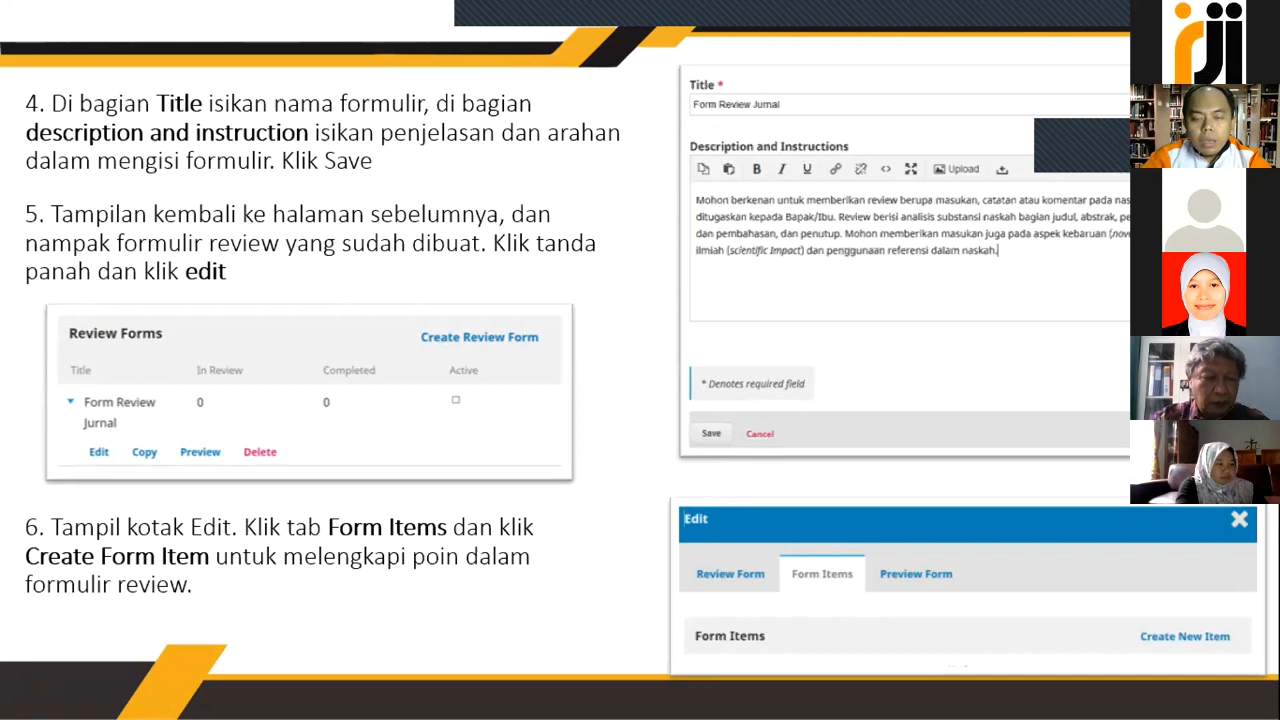 4. Di bagian Title isikan nama formulir, di bagian
description and instruction isikan penjelasan dan arahan
dalam mengisi formulir. Klik Save
5. Tampilan kembali ke halaman sebelumnya, dan
nampak formulir review yang sudah dibuat. Klik tanda
panah dan klik edit
Review Forms
Create Review Form
Title In Review Completed Active
Form Review 0 0
Jurnal
Edit Copy Preview Delete
6. Tampil kotak Edit. Klik tab Form Items dan klik
Create Form Item untuk melengkapi poin dalam
formulir review.
Title *
Form Review Jurnal
Description and Instructions
B I U Upload
Mohon berkenan untuk memberikan review berupa masukan, catatan atau komentar pada
ditugaskan kepada Bapak/Ibu. Review berisi analisis substansi naskah bagian judul, abstrak,
dan pembahasan, dan penutup. Mohon memberikan masukan juga pada aspek kebaruan
ilmiah (scientific Impact) dan penggunaan referensi dalam naskah.
* Denotes required field
Save Cancel
Edit
Review Form Form Items Preview Form
Form Items
Create New Item
rji